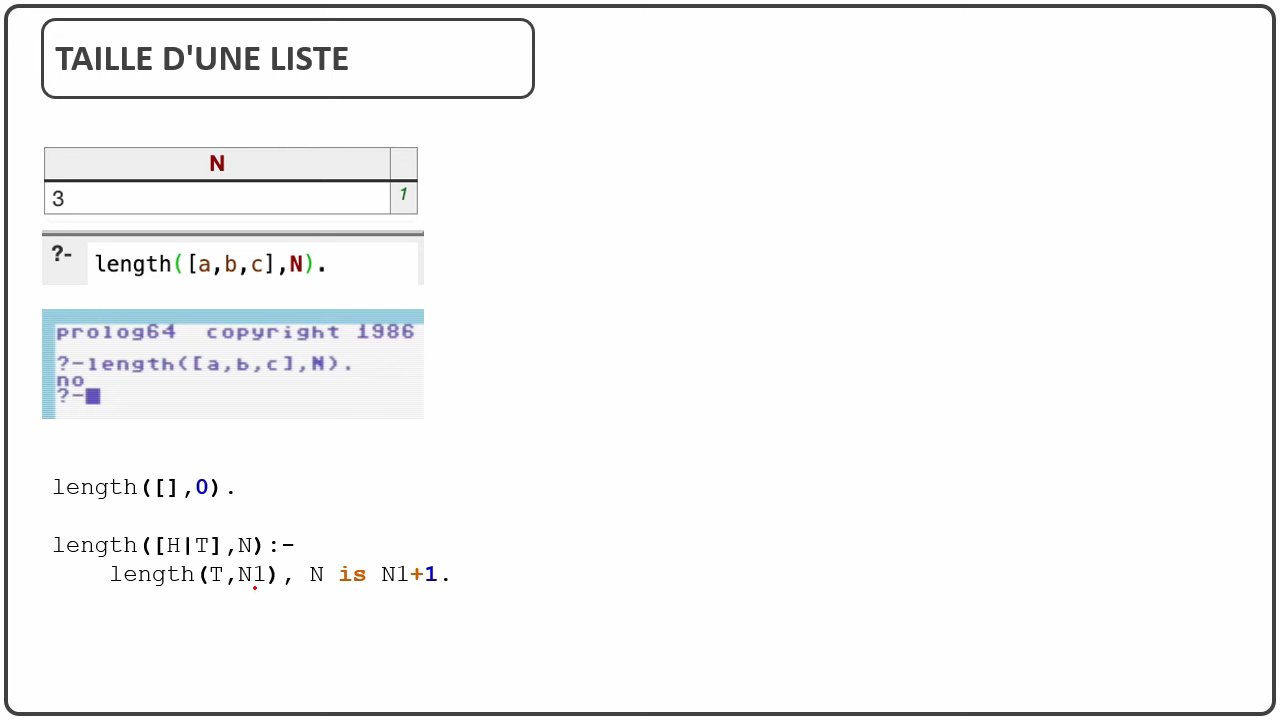 TAILLE D'UNE LISTE
N
3 1
?- length([a,b,c],N).
prolog64 copyright 1986
?-length([a,b,c],N).
no
?-
length([],0).
length([H|T],N):-
length(T,N1), N is N1+1.